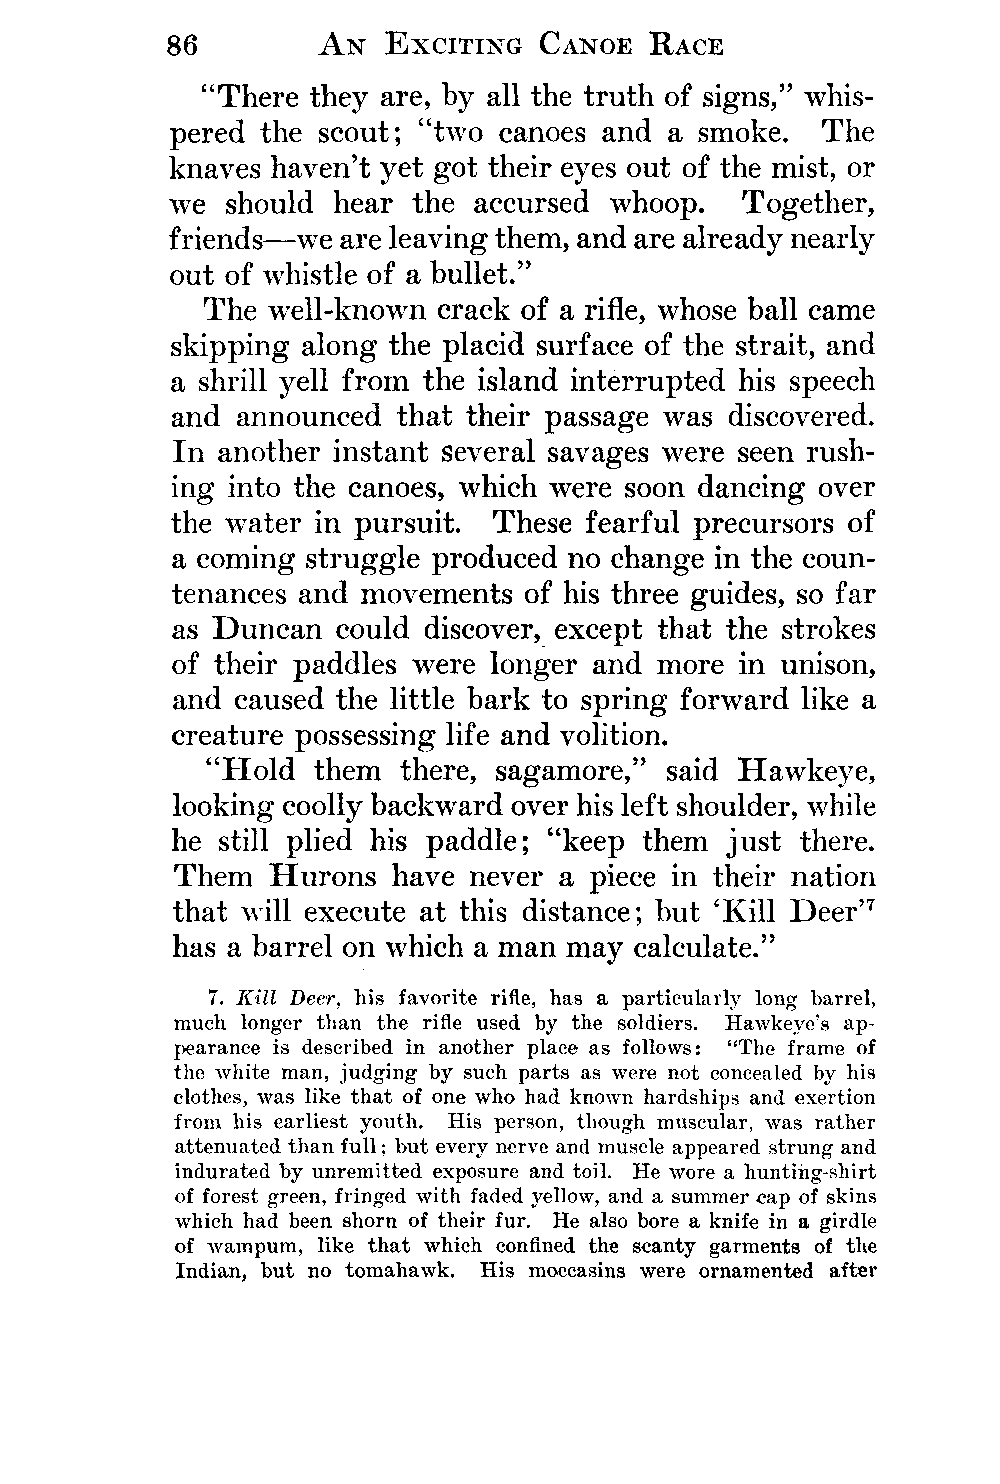 86 AN EXCITING CANOE RACE
“There they are, by all the truth of signs,” whis-
pered the scout; “two canoes and a smoke. The
knaves haven’t yet got their eyes out of the mist, or
we should hear the accursed whoop. Together,
friends—we are leaving them, and are already nearly
out of whistle of a bullet.”
The well-known crack of a rifle, whose ball came
skipping along the placid surface of the strait, and
a shrill yell from the island interrupted his speech
and announced that their passage was discovered.
In another instant several savages were seen rush-
ing into the canoes, which were soon dancing over
the water in pursuit. These fearful precursors of
a coming struggle produced no change in the coun-
tenances and movements of his three guides, so far
as Duncan could discover, except that the strokes
of their paddles were longer and more in unison,
and caused the little bark to spring forward like a
creature possessing life and volition.
“Hold them there, sagamore,” said Hawkeye,
looking coolly backward over his left shoulder, while
he still plied his paddle; “keep them just there.
Them Hurons have never a piece in their nation
that will execute at this distance; but ‘Kill Deer’⁷
has a barrel on which a man may calculate.”
7. Kill Deer, his favorite rifle, has a particularly long barrel,
much longer than the rifle used by the soldiers. Hawkeye’s ap-
pearance is described in another place as follows: “The frame of
the white man, judging by such parts as were not concealed by his
clothes, was like that of one who had known hardships and exertion
from his earliest youth. His person, though muscular, was rather
attenuated than full; but every nerve and muscle appeared strung and
indurated by unremitted exposure and toil. He wore a hunting-shirt
of forest green, fringed with faded yellow, and a summer cap of skins
which had been shorn of their fur. He also bore a knife in a girdle
of wampum, like that which confined the scanty garments of the
Indian, but no tomahawk. His moccasins were ornamented after